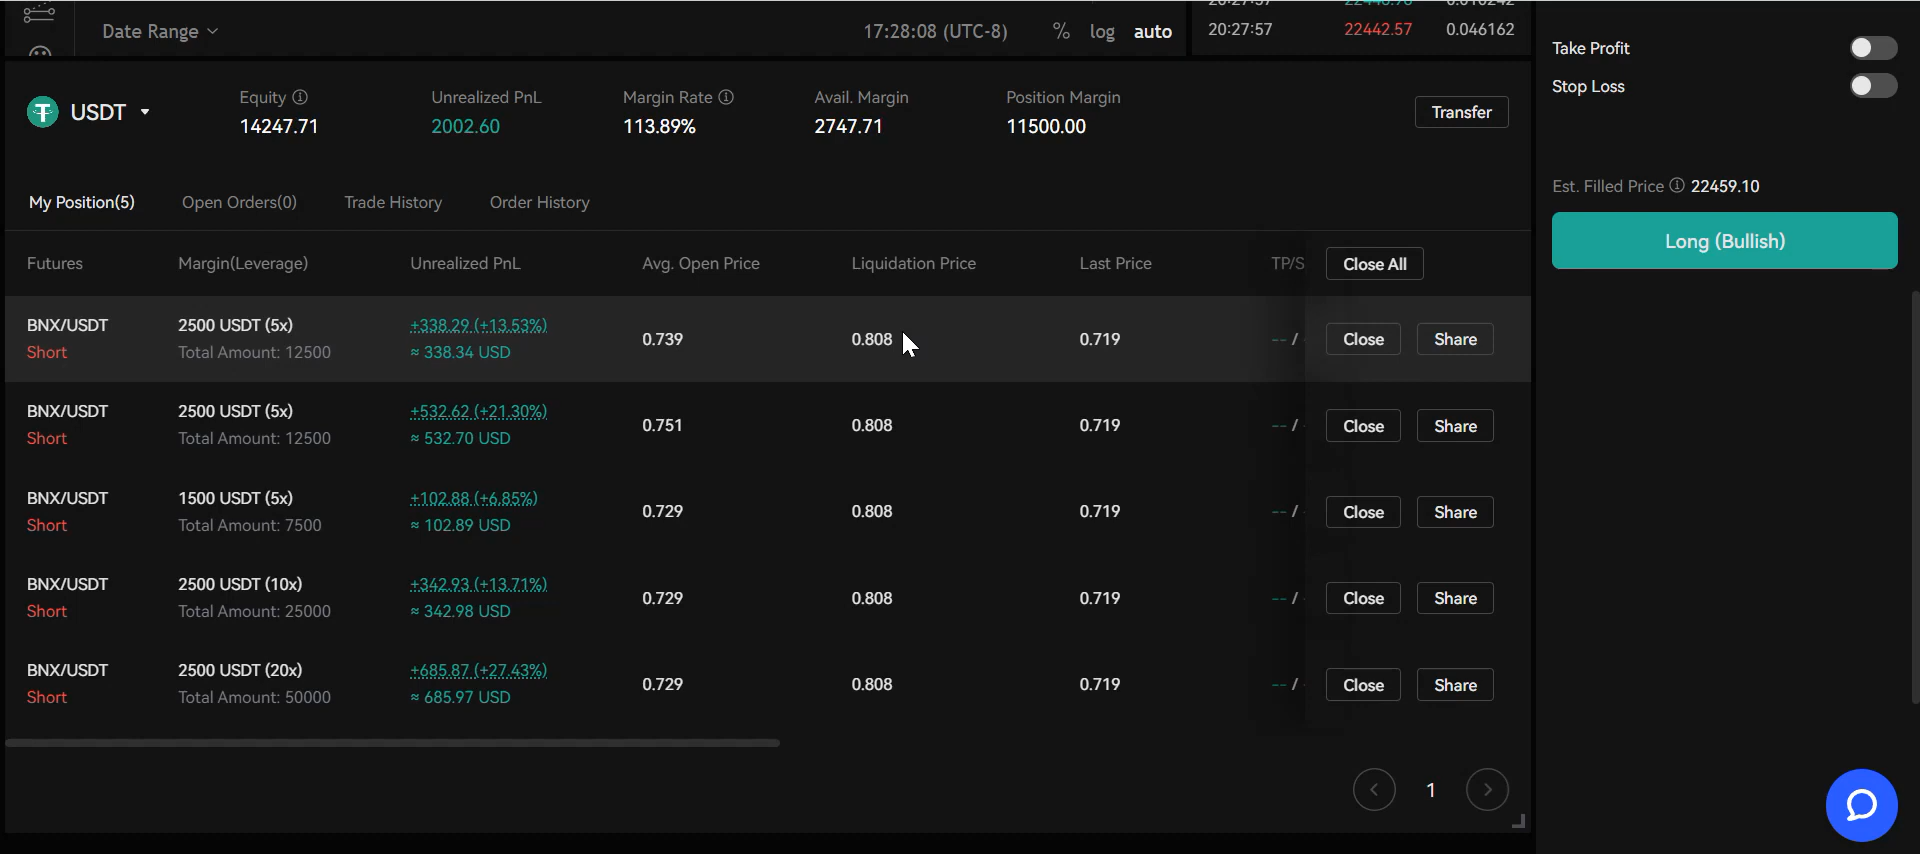 20:27:57 22440.98 0.010242
Date Range 17:28:08 (UTC-8) % log auto
20:27:57 22442.57 0.046162
Take Profit
Stop Loss
USDT
Equity Unrealized PnL Margin Rate Avail. Margin Position Margin
14247.71 2002.60 113.89% 2747.71 11500.00
Transfer
Est. Filled Price 22459.10
Long (Bullish)
My Position(5) Open Orders(0) Trade History Order History
Futures Margin(Leverage) Unrealized PnL Avg. Open Price Liquidation Price Last Price TP/S Close All
BNX/USDT 2500 USDT (5x) +338.29 (+13.53%)
0.739 0.808 0.719 -- / Close Share
Short Total Amount: 12500 ≈ 338.34 USD
BNX/USDT 2500 USDT (5x) +532.62 (+21.30%)
0.751 0.808 0.719 -- / Close Share
Short Total Amount: 12500 ≈ 532.70 USD
BNX/USDT 1500 USDT (5x) +102.88 (+6.85%)
0.729 0.808 0.719 -- / Close Share
Short Total Amount: 7500 ≈ 102.89 USD
BNX/USDT 2500 USDT (10x) +342.93 (+13.71%)
0.729 0.808 0.719 -- / Close Share
Short Total Amount: 25000 ≈ 342.98 USD
BNX/USDT 2500 USDT (20x) +685.87 (+27.43%)
0.729 0.808 0.719 -- / Close Share
Short Total Amount: 50000 ≈ 685.97 USD
1